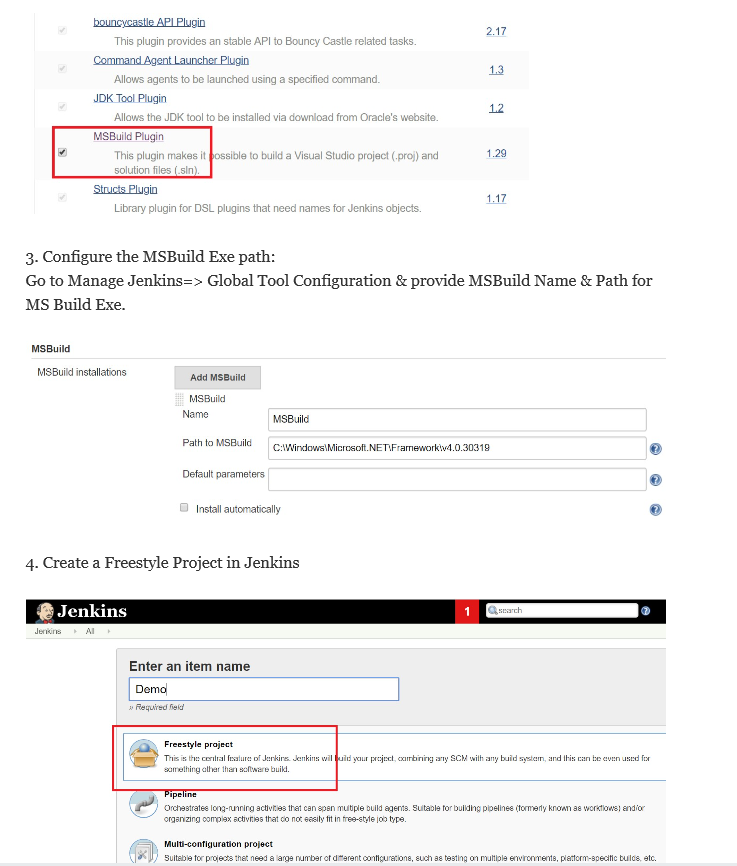 bouncycastle API Plugin
This plugin provides an stable API to Bouncy Castle related tasks.
2.17
Command Agent Launcher Plugin
Allows agents to be launched using a specified command.
1.3
JDK Tool Plugin
Allows the JDK tool to be installed via download from Oracle's website.
1.2
MSBuild Plugin
This plugin makes it possible to build a Visual Studio project (.proj) and
solution files (.sln).
1.29
Structs Plugin
Library plugin for DSL plugins that need names for Jenkins objects.
1.17
3. Configure the MSBuild Exe path:
Go to Manage Jenkins=> Global Tool Configuration & provide MSBuild Name & Path for
MS Build Exe.
MSBuild
MSBuild installations
Add MSBuild
MSBuild
Name
MSBuild
Path to MSBuild
C:\Windows\Microsoft.NET\Framework\v4.0.30319
Default parameters
Install automatically
4. Create a Freestyle Project in Jenkins
Jenkins
1
search
Jenkins
All
Enter an item name
Demo
» Required field
Freestyle project
This is the central feature of Jenkins. Jenkins will build your project, combining any SCM with any build system, and this can be even used for
something other than software build.
Pipeline
Orchestrates long-running activities that can span multiple build agents. Suitable for building pipelines (formerly known as workflows) and/or
organizing complex activities that do not easily fit in free-style job type.
Multi-configuration project
Suitable for projects that need a large number of different configurations, such as testing on multiple environments, platform-specific builds, etc.